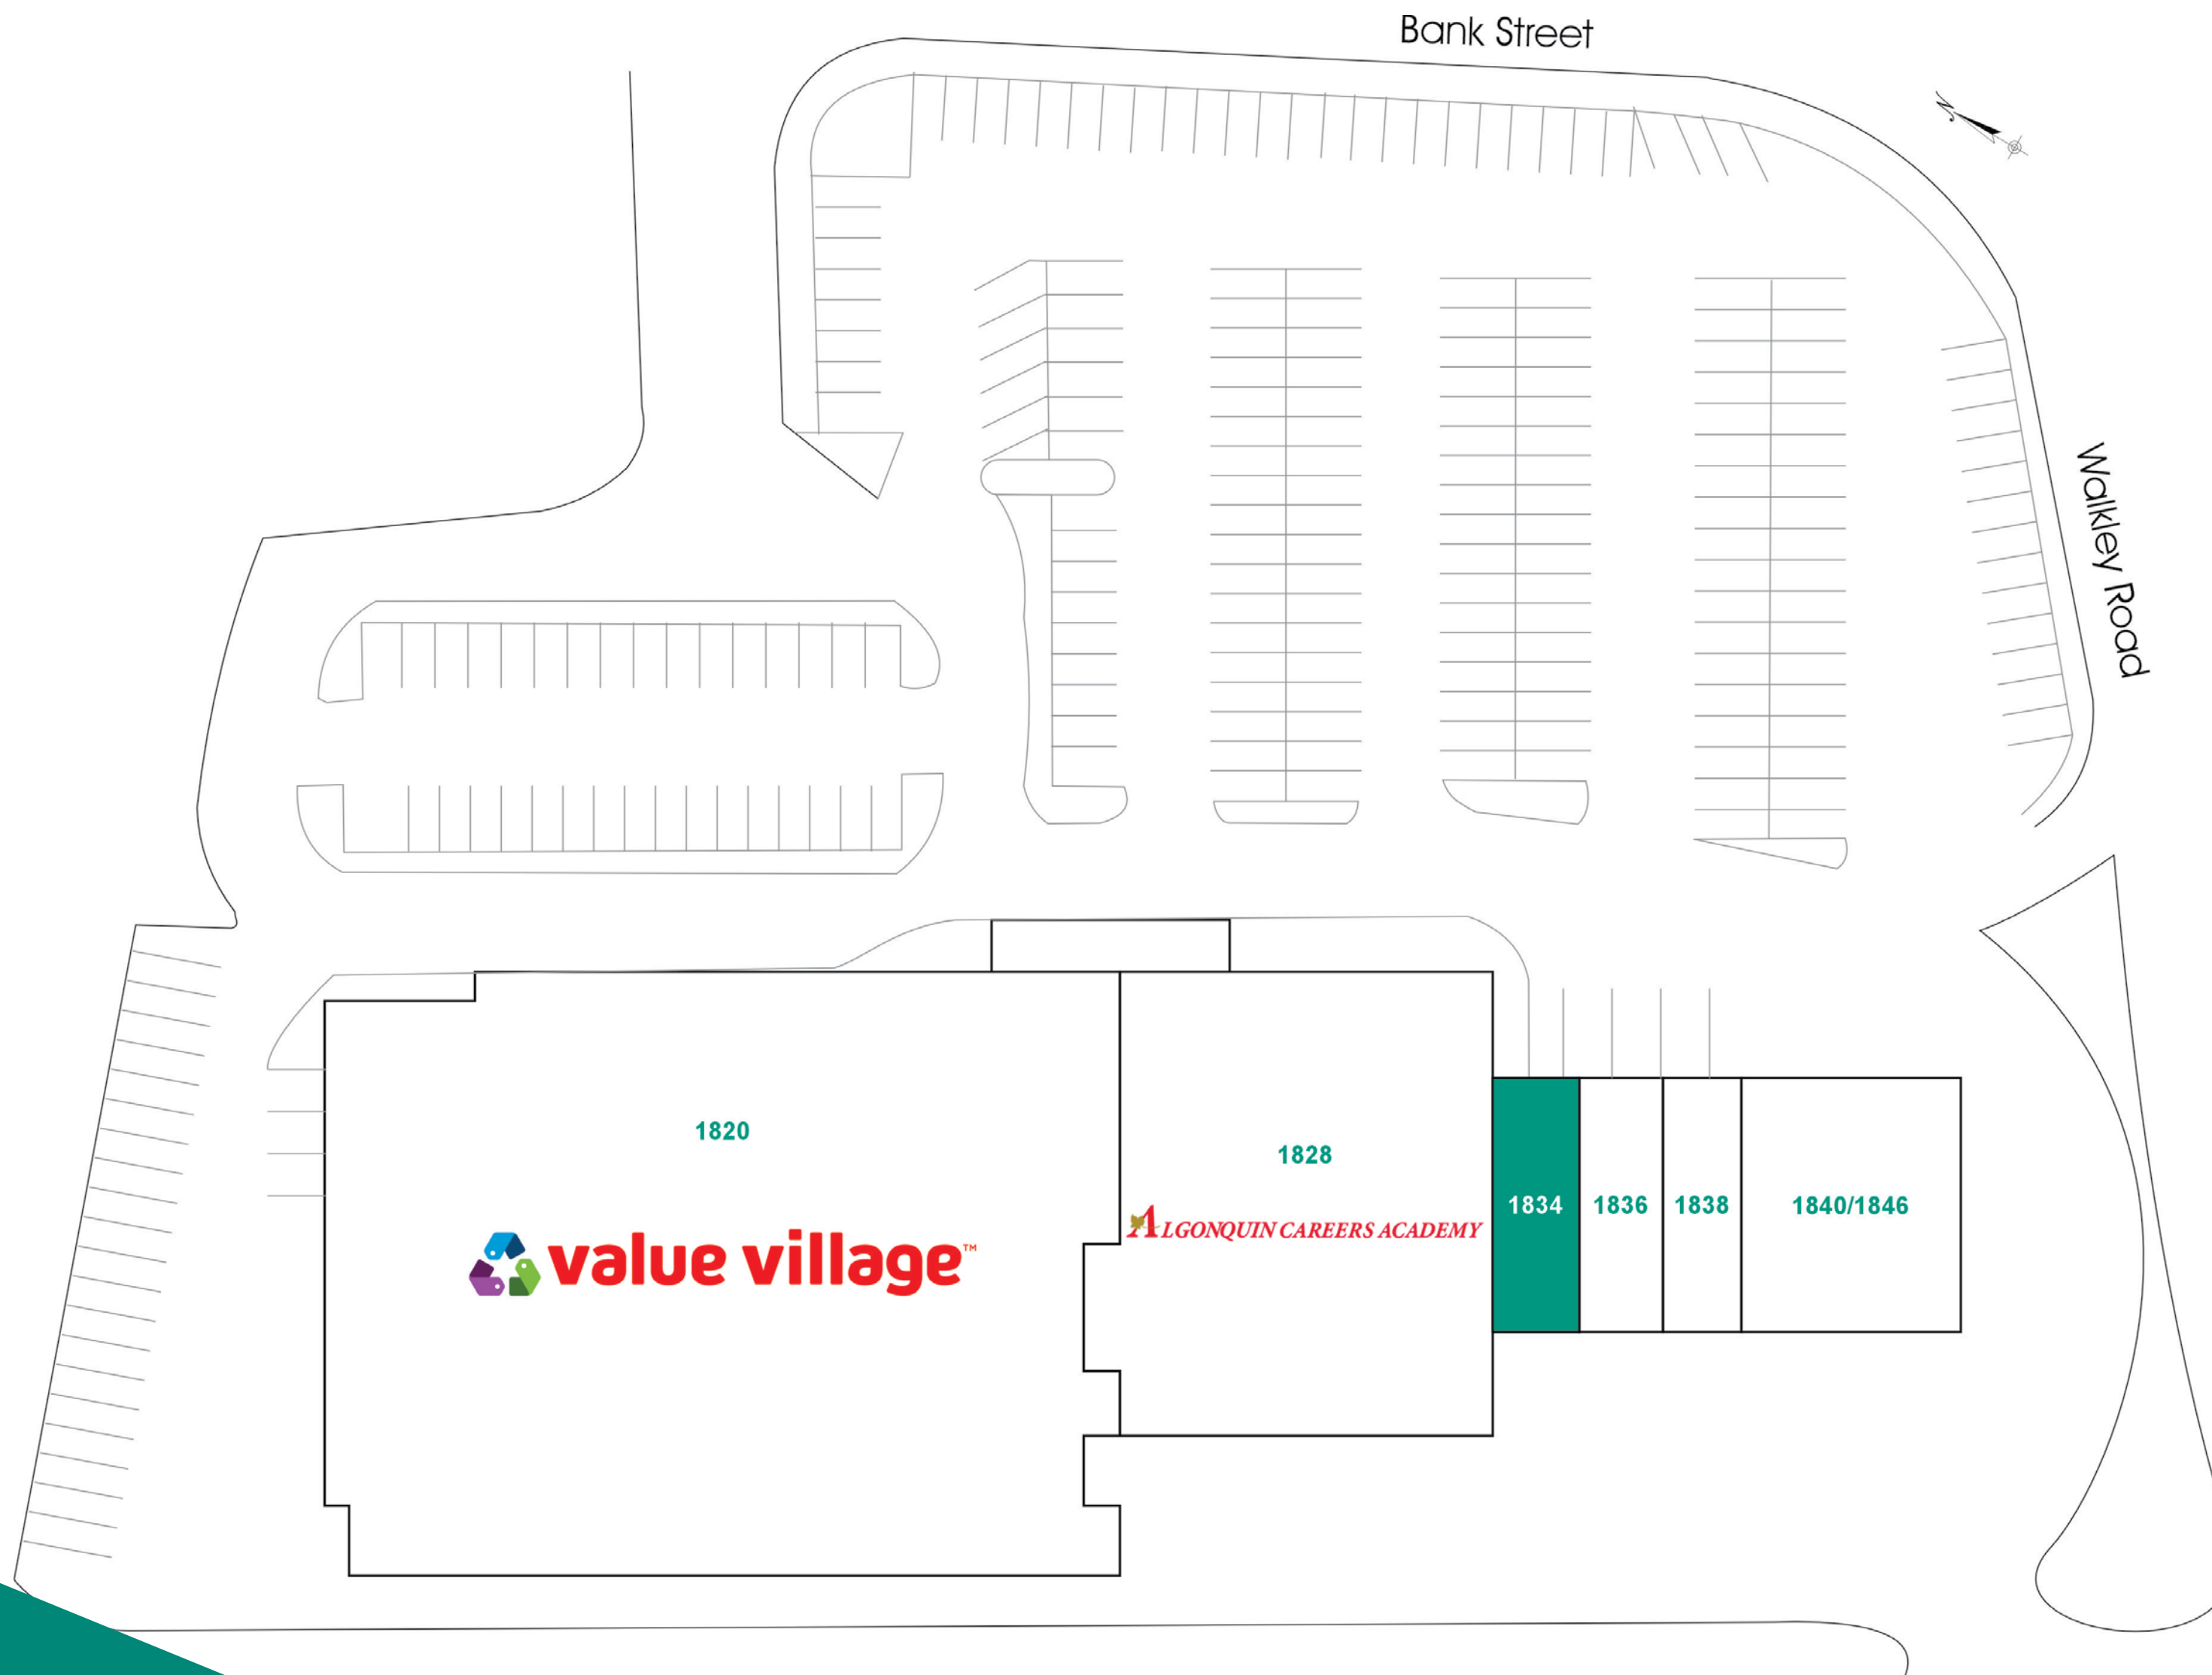 Bank Street
N
Walkley Road
1820
1828
1834
1836
1838
1840/1846
ALGONQUIN CAREERS ACADEMY
value village™